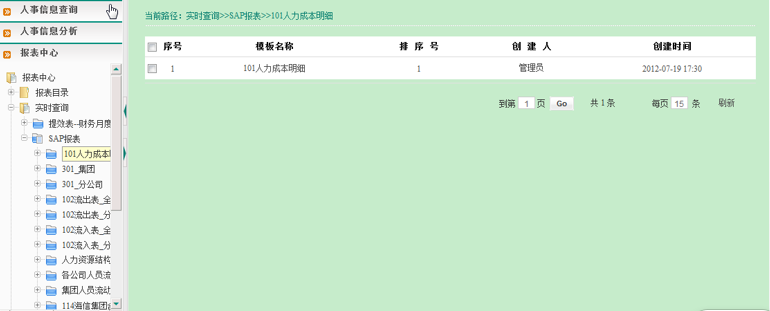 人事信息查询
人事信息分析
报表中心
报表中心
报表目录
实时查询
提效表--财务月度
SAP报表
101人力成本明
301_集团
301_分公司
102流出表_全
102流出表_分
102流入表_全
102流入表_分
人力资源结构
各公司人员流
集团人员流动
114海信集团
当前路径：实时查询>>SAP报表>>101人力成本明细
序号 模板名称 排 序 号 创 建 人 创建时间
1 101人力成本明细 1 管理员 2012-07-19 17:30
到第 1 页 Go 共 1 条 每页 15 条 刷新